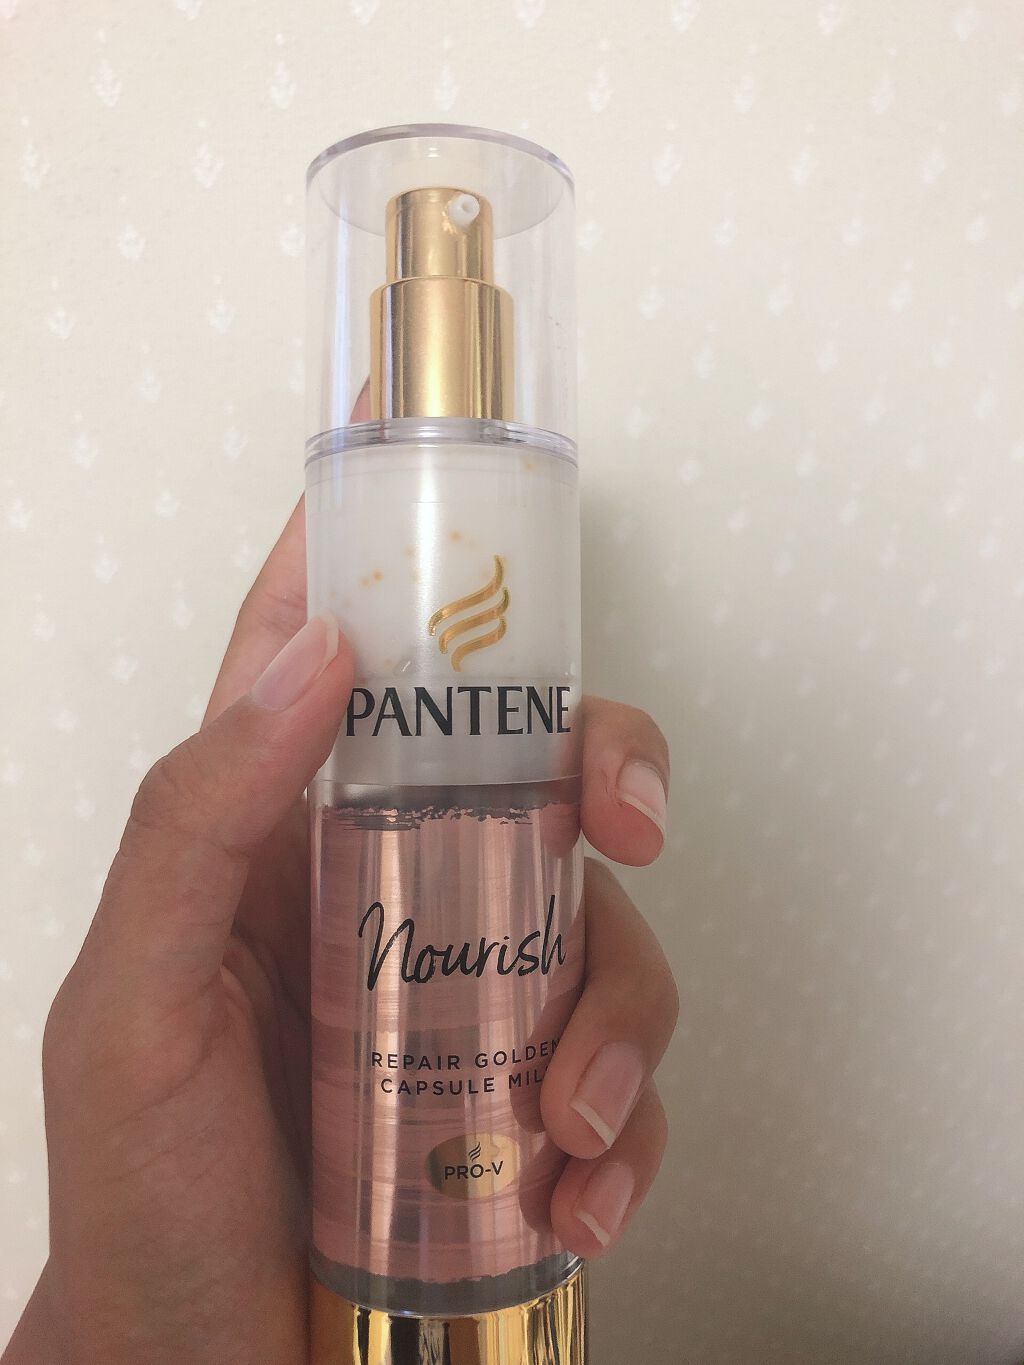 PANTENE
Nourish
REPAIR GOLDEN
CAPSULE MILK
PRO-V